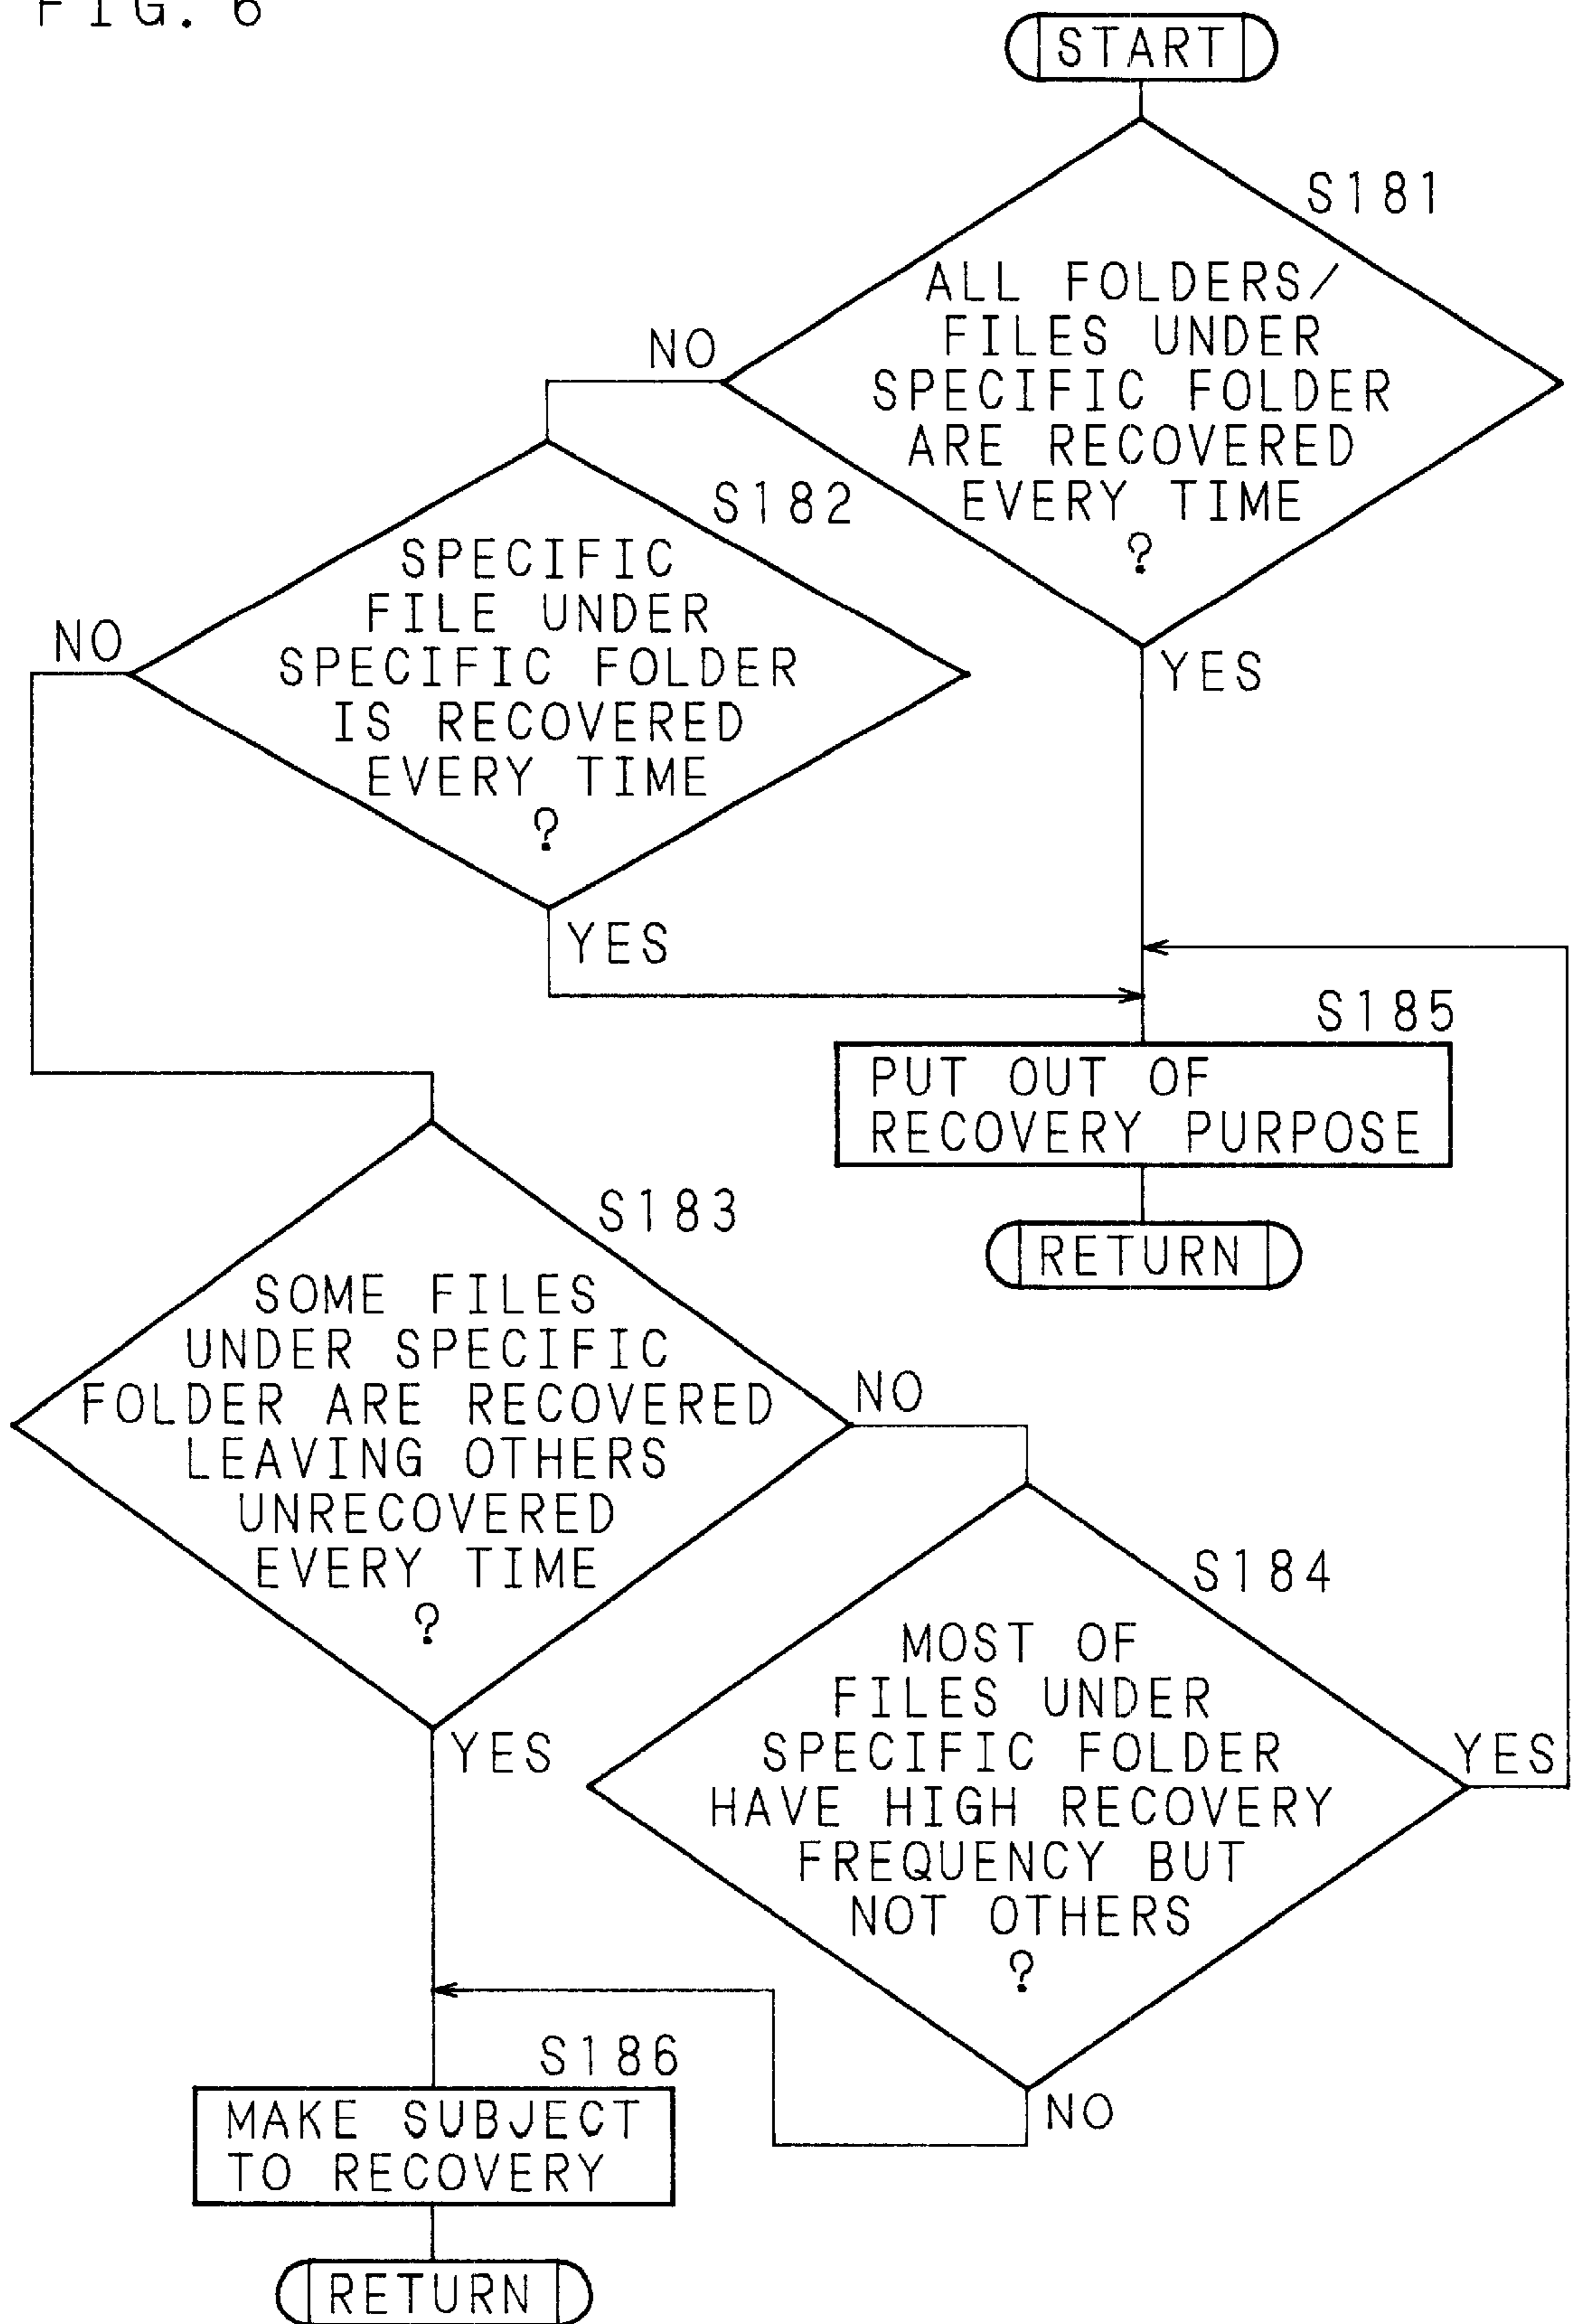 FIG. 6
START
S181
ALL FOLDERS/
FILES UNDER
SPECIFIC FOLDER
ARE RECOVERED
EVERY TIME
?
NO
YES
S182
SPECIFIC
FILE UNDER
SPECIFIC FOLDER
IS RECOVERED
EVERY TIME
?
NO
YES
S185
PUT OUT OF
RECOVERY PURPOSE
RETURN
S183
SOME FILES
UNDER SPECIFIC
FOLDER ARE RECOVERED
LEAVING OTHERS
UNRECOVERED
EVERY TIME
?
NO
YES
S184
MOST OF
FILES UNDER
SPECIFIC FOLDER
HAVE HIGH RECOVERY
FREQUENCY BUT
NOT OTHERS
?
YES
NO
S186
MAKE SUBJECT
TO RECOVERY
RETURN